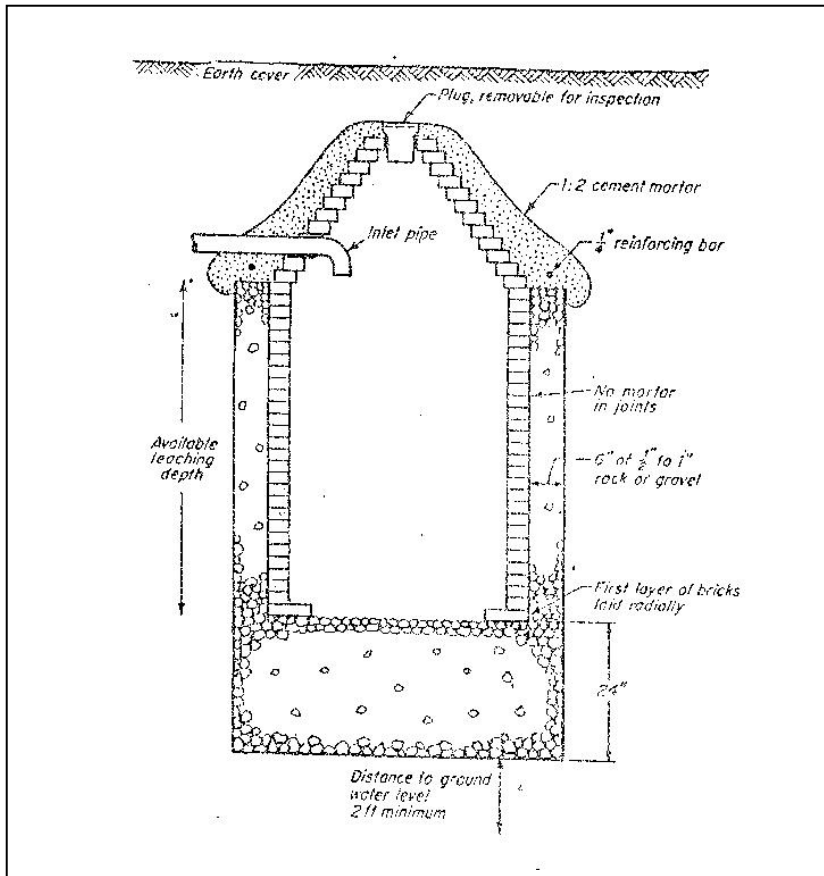 Earth cover
Plug, removable for inspection
1:2 cement mortar
Inlet pipe
1/4" reinforcing bar
No mortar
in joints
Available
leaching
depth
6" of 1/2" to 1"
rock or gravel
First layer of bricks
laid radially
24"
Distance to ground
water level
2 ft minimum